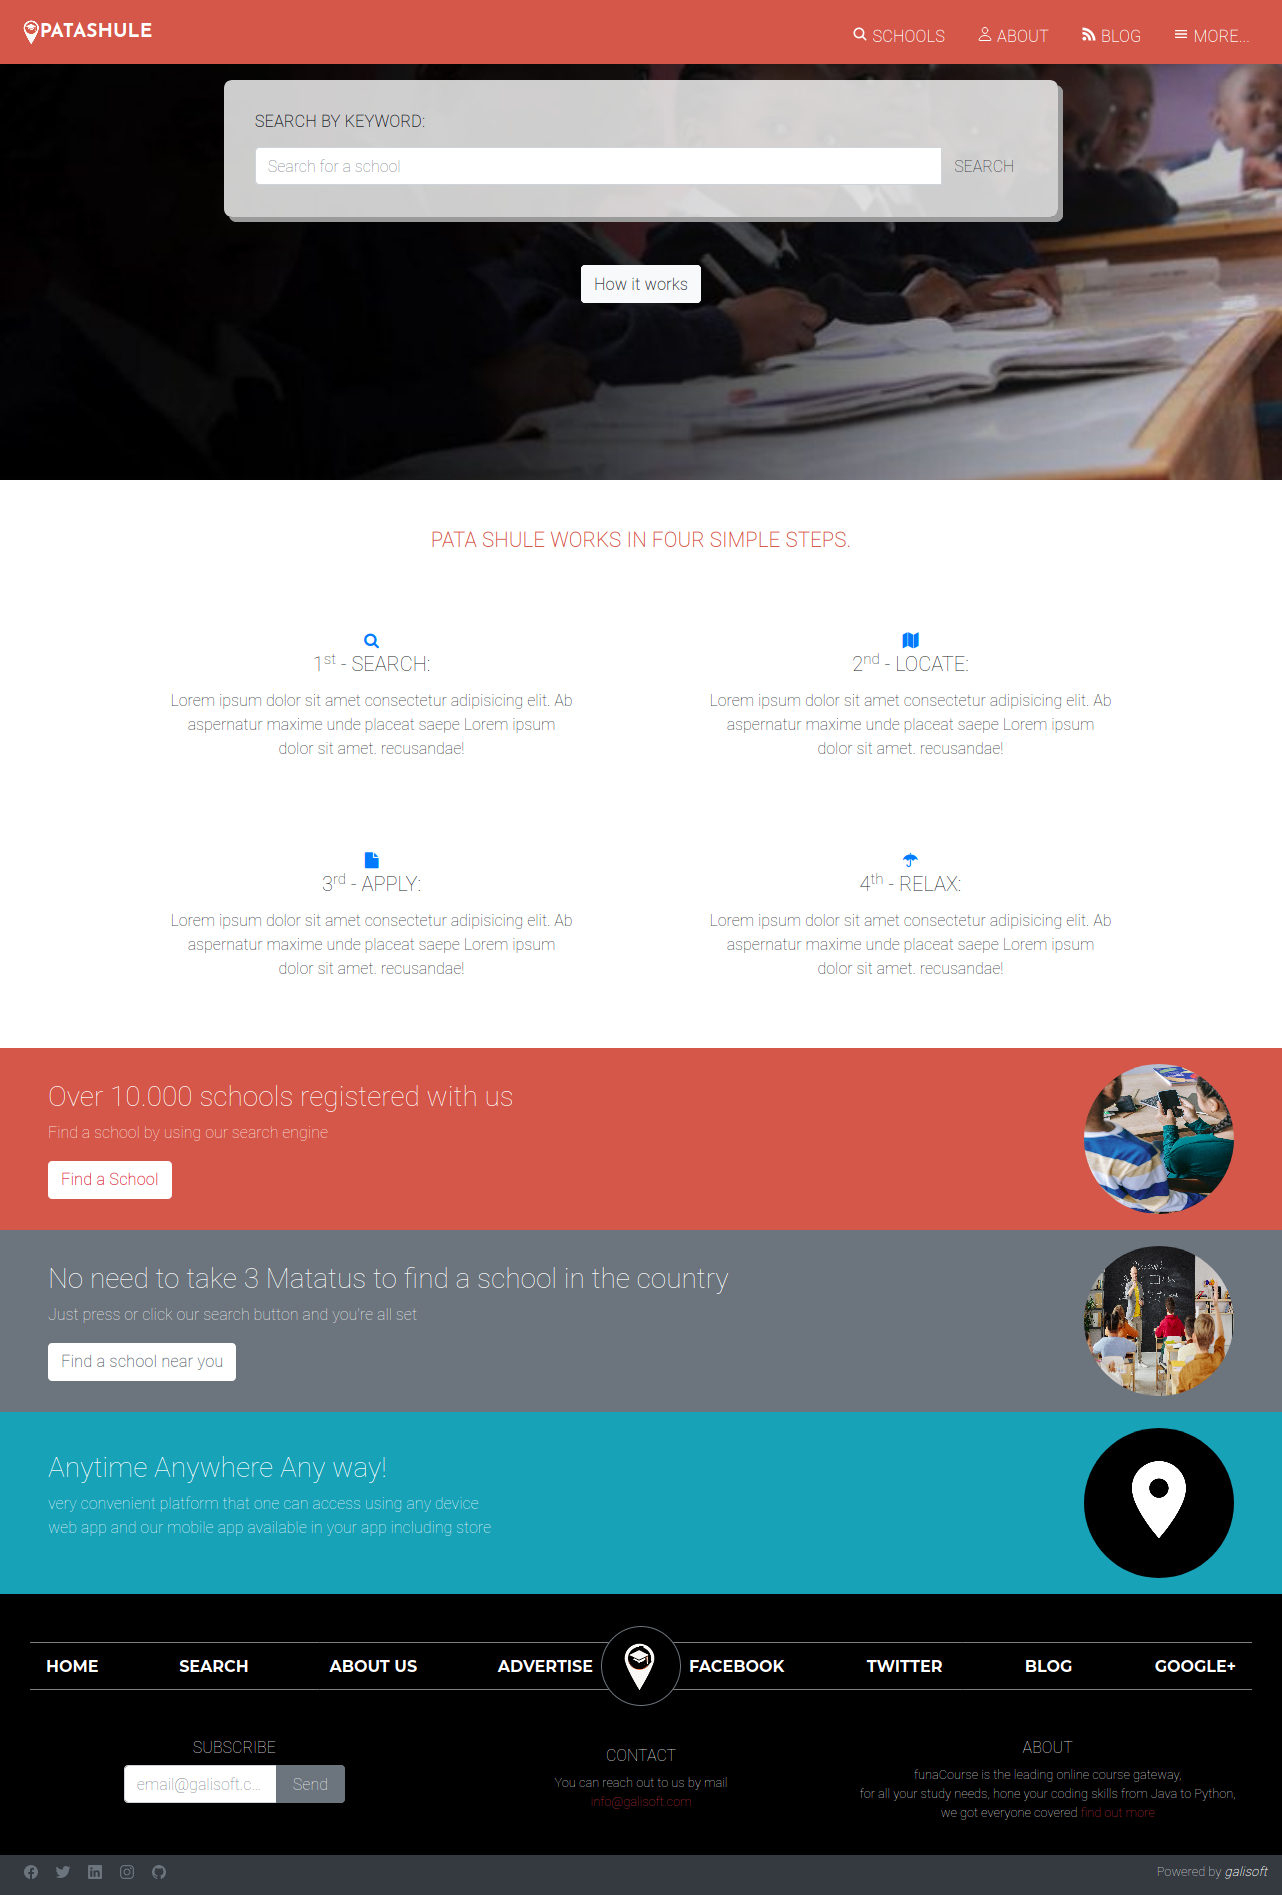 PATASHULE
SCHOOLS ABOUT BLOG MORE...
SEARCH BY KEYWORD:
Search for a school SEARCH
How it works
PATA SHULE WORKS IN FOUR SIMPLE STEPS.
1st - SEARCH:
Lorem ipsum dolor sit amet consectetur adipisicing elit. Ab
aspernatur maxime unde placeat saepe Lorem ipsum
dolor sit amet. recusandae!
2nd - LOCATE:
Lorem ipsum dolor sit amet consectetur adipisicing elit. Ab
aspernatur maxime unde placeat saepe Lorem ipsum
dolor sit amet. recusandae!
3rd - APPLY:
Lorem ipsum dolor sit amet consectetur adipisicing elit. Ab
aspernatur maxime unde placeat saepe Lorem ipsum
dolor sit amet. recusandae!
4th - RELAX:
Lorem ipsum dolor sit amet consectetur adipisicing elit. Ab
aspernatur maxime unde placeat saepe Lorem ipsum
dolor sit amet. recusandae!
Over 10.000 schools registered with us
Find a school by using our search engine
Find a School
No need to take 3 Matatus to find a school in the country
Just press or click our search button and you're all set
Find a school near you
Anytime Anywhere Any way!
very convenient platform that one can access using any device
web app and our mobile app available in your app including store
HOME SEARCH ABOUT US ADVERTISE FACEBOOK TWITTER BLOG GOOGLE+
SUBSCRIBE
email@galisoft.c... Send
CONTACT
You can reach out to us by mail
info@galisoft.com
ABOUT
funaCourse is the leading online course gateway,
for all your study needs, hone your coding skills from Java to Python,
we got everyone covered find out more
Powered by galisoft